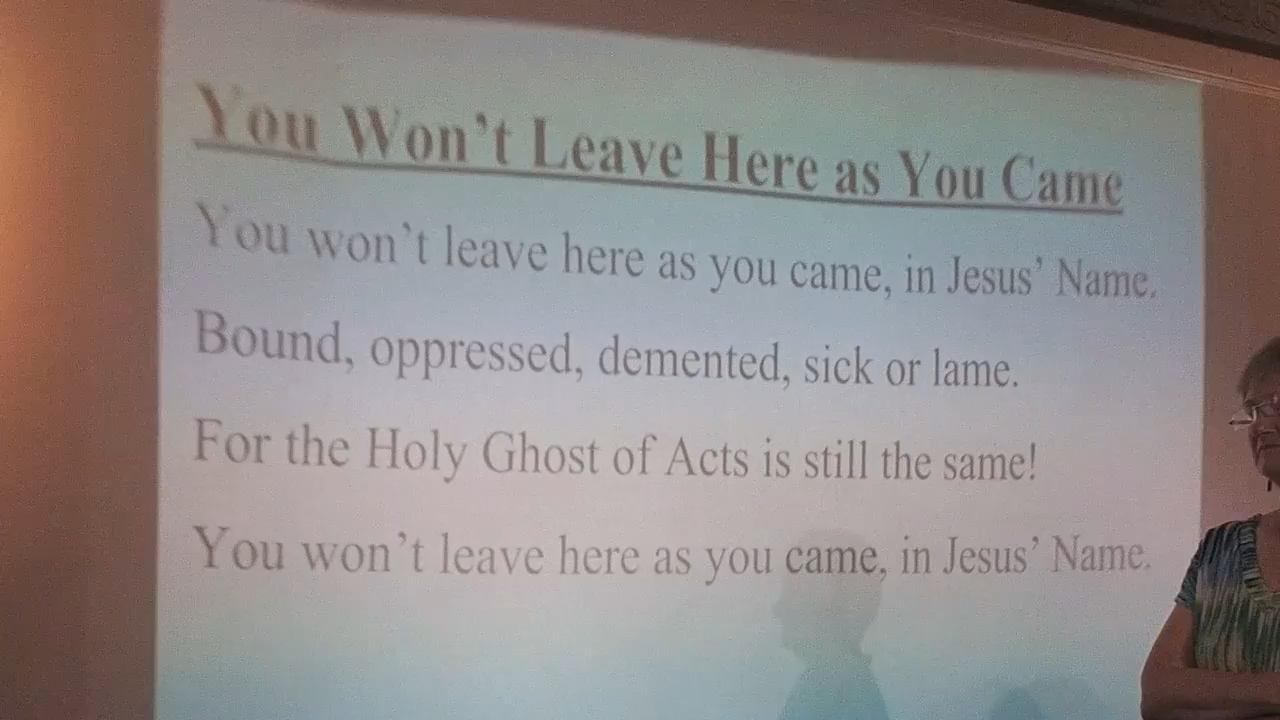 You Won't Leave Here as You Came
You won't leave here as you came, in Jesus' Name.
Bound, oppressed, demented, sick or lame.
For the Holy Ghost of Acts is still the same!
You won't leave here as you came, in Jesus' Name.